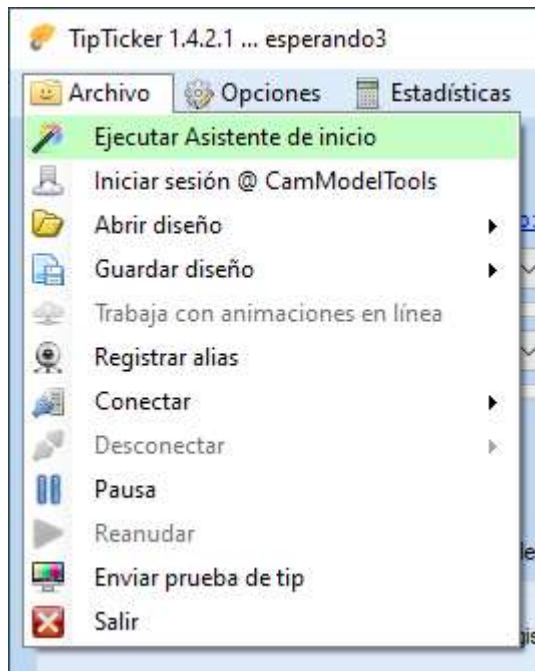 TipTicker 1.4.2.1 ... esperando3
Archivo Opciones Estadísticas
Ejecutar Asistente de inicio
Iniciar sesión @ CamModelTools
Abrir diseño
Guardar diseño
Trabaja con animaciones en línea
Registrar alias
Conectar
Desconectar
Pausa
Reanudar
Enviar prueba de tip
Salir